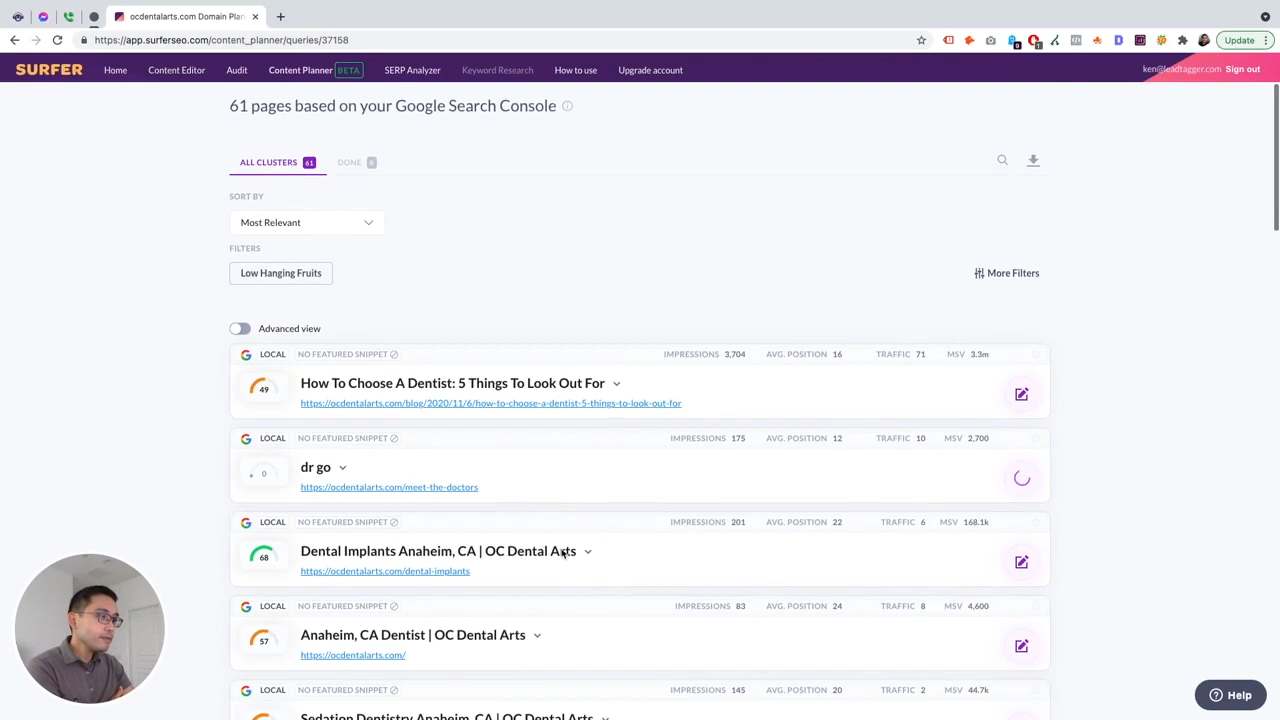 ocdentalarts.com Domain Plan
https://app.surferseo.com/content_planner/queries/37158
9
1
Update
SURFER
Home
Content Editor
Audit
Content Planner BETA
SERP Analyzer
Keyword Research
How to use
Upgrade account
ken@leadtagger.com Sign out
61 pages based on your Google Search Console
ALL CLUSTERS 61
DONE 0
SORT BY
Most Relevant
FILTERS
Low Hanging Fruits
More Filters
Advanced view
LOCAL NO FEATURED SNIPPET IMPRESSIONS 3,704 AVG. POSITION 16 TRAFFIC 71 MSV 3.3m
49
How To Choose A Dentist: 5 Things To Look Out For
https://ocdentalarts.com/blog/2020/11/6/how-to-choose-a-dentist-5-things-to-look-out-for
LOCAL NO FEATURED SNIPPET IMPRESSIONS 175 AVG. POSITION 12 TRAFFIC 10 MSV 2,700
0
dr go
https://ocdentalarts.com/meet-the-doctors
LOCAL NO FEATURED SNIPPET IMPRESSIONS 201 AVG. POSITION 22 TRAFFIC 6 MSV 168.1k
68
Dental Implants Anaheim, CA | OC Dental Arts
https://ocdentalarts.com/dental-implants
LOCAL NO FEATURED SNIPPET IMPRESSIONS 83 AVG. POSITION 24 TRAFFIC 8 MSV 4,600
57
Anaheim, CA Dentist | OC Dental Arts
https://ocdentalarts.com/
LOCAL NO FEATURED SNIPPET IMPRESSIONS 145 AVG. POSITION 20 TRAFFIC 2 MSV 44.7k
Sedation Dentistry Anaheim, CA | OC Dental Arts
Help